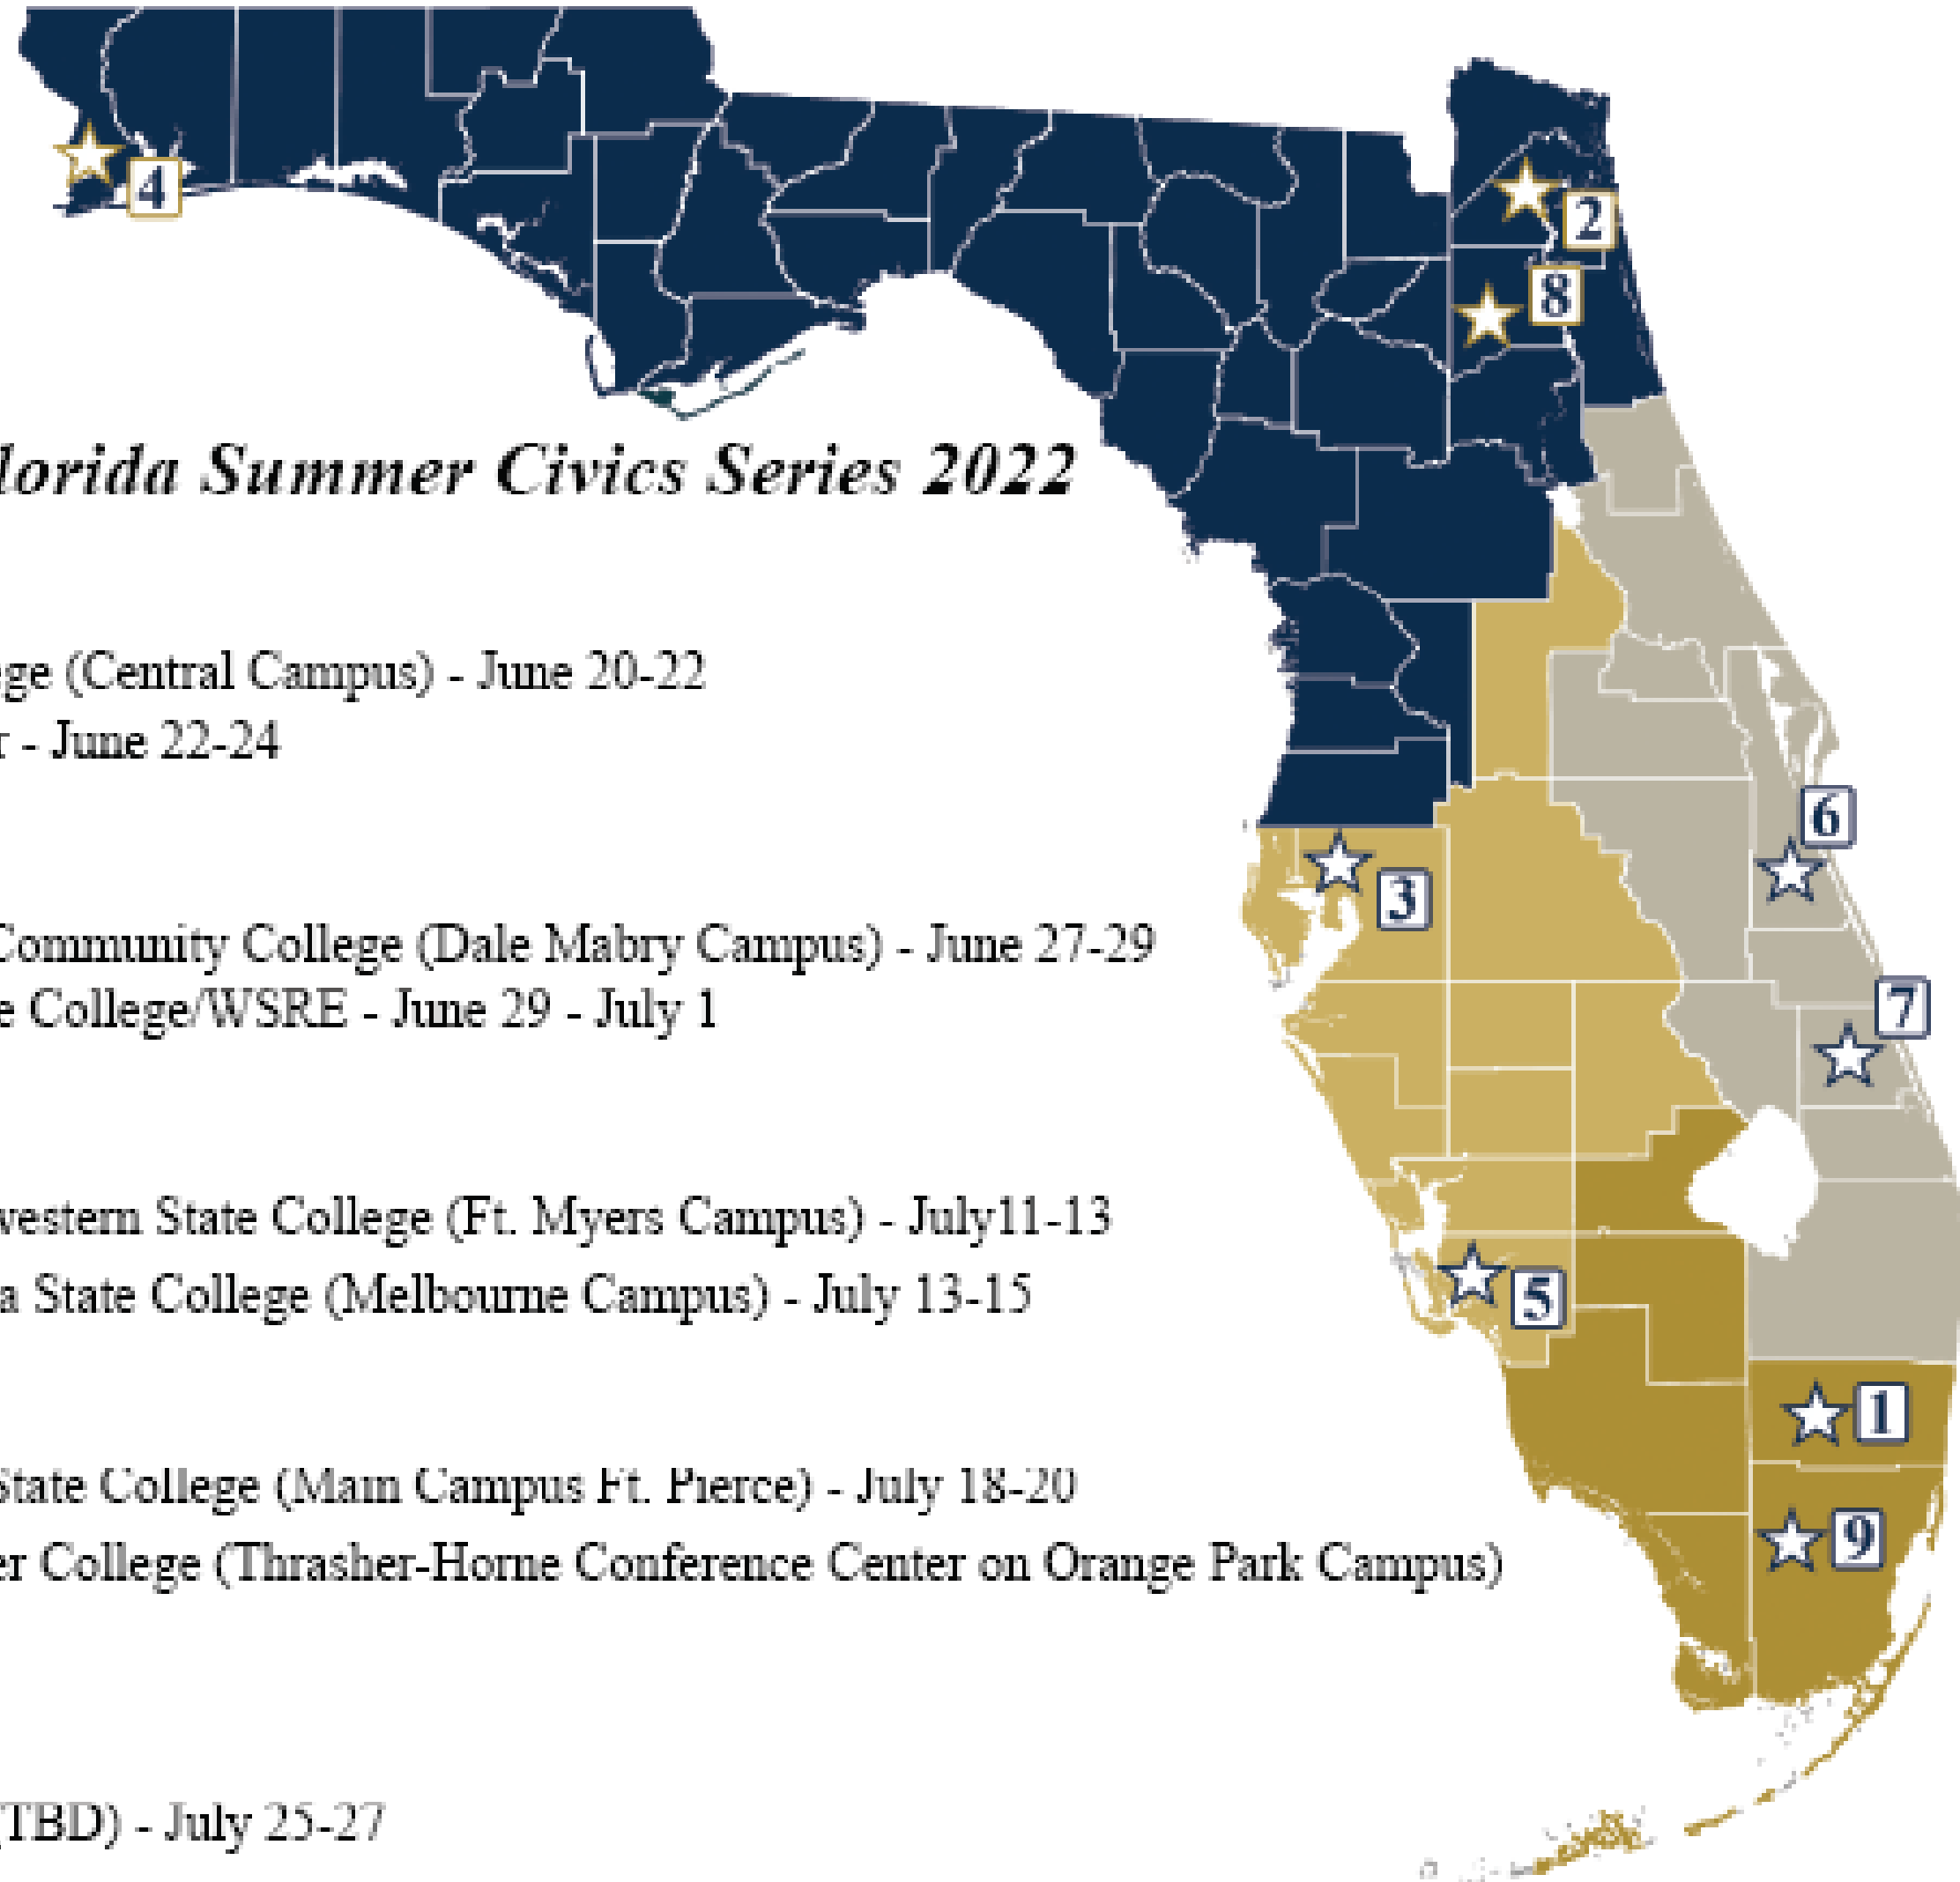 lorida Summer Civics Series 2022
ge (Central Campus) - June 20-22
r - June 22-24
Community College (Dale Mabry Campus) - June 27-29
e College/WSRE - June 29 - July 1
western State College (Ft. Myers Campus) - July11-13
a State College (Melbourne Campus) - July 13-15
State College (Main Campus Ft. Pierce) - July 18-20
er College (Thrasher-Horne Conference Center on Orange Park Campus)
(TBD) - July 25-27
4
2
8
6
3
7
5
1
9